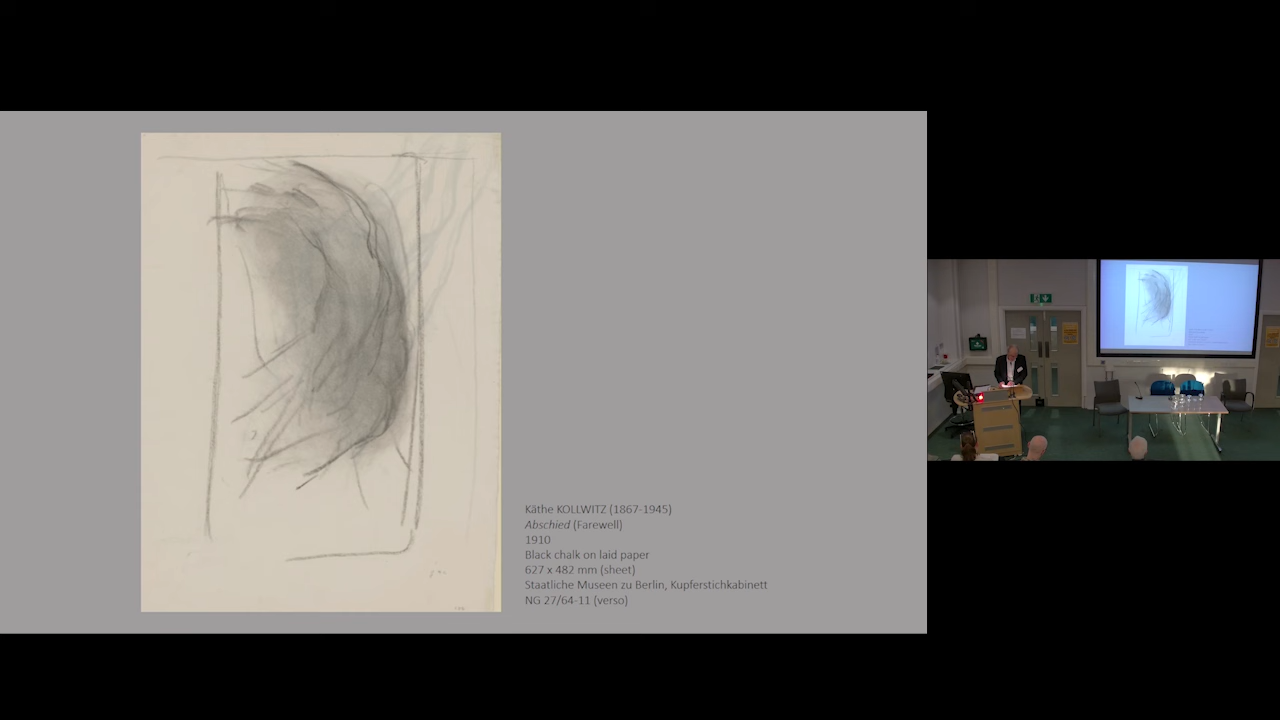 Käthe KOLLWITZ (1867-1945)
Abschied (Farewell)
1910
Black chalk on laid paper
627 x 482 mm (sheet)
Staatliche Museen zu Berlin, Kupferstichkabinett
NG 27/64-11 (verso)